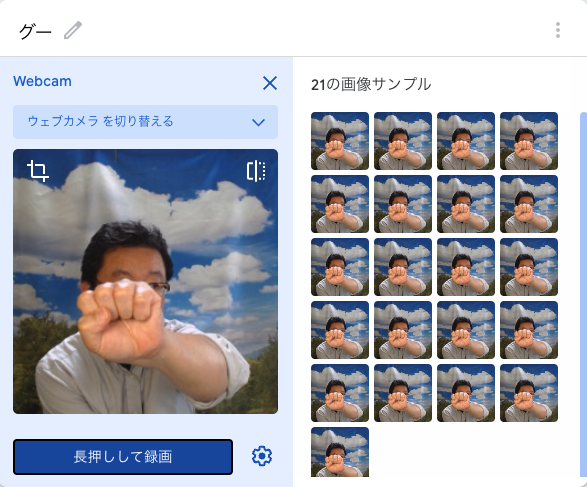 グー
Webcam
ウェブカメラ を切り替える
長押しして録画
21の画像サンプル